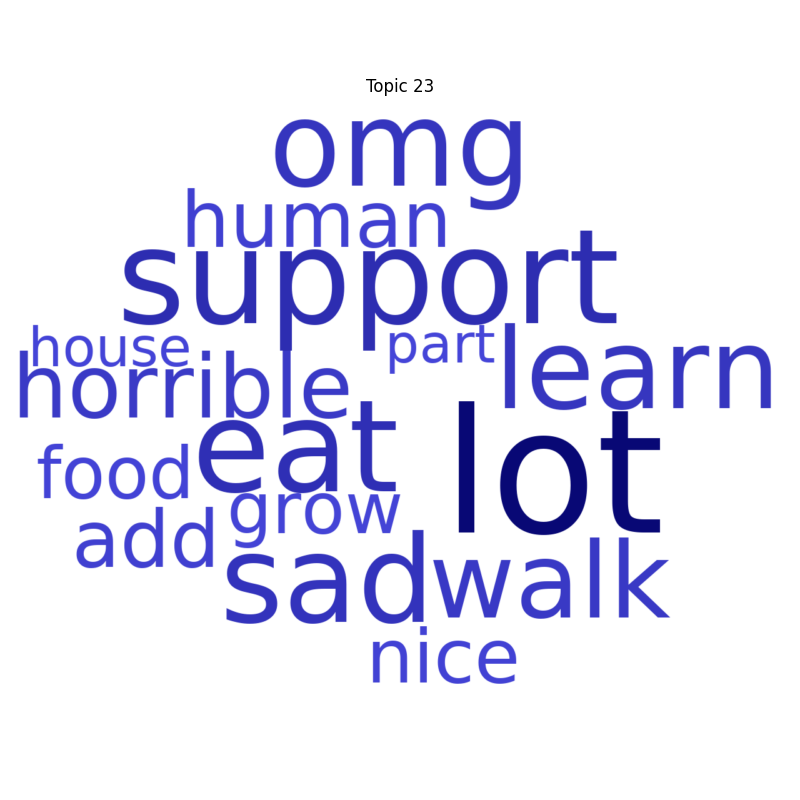 Topic 23
omg
human
support
house part
horrible learn
eat lot
food
grow
add
sad walk
nice